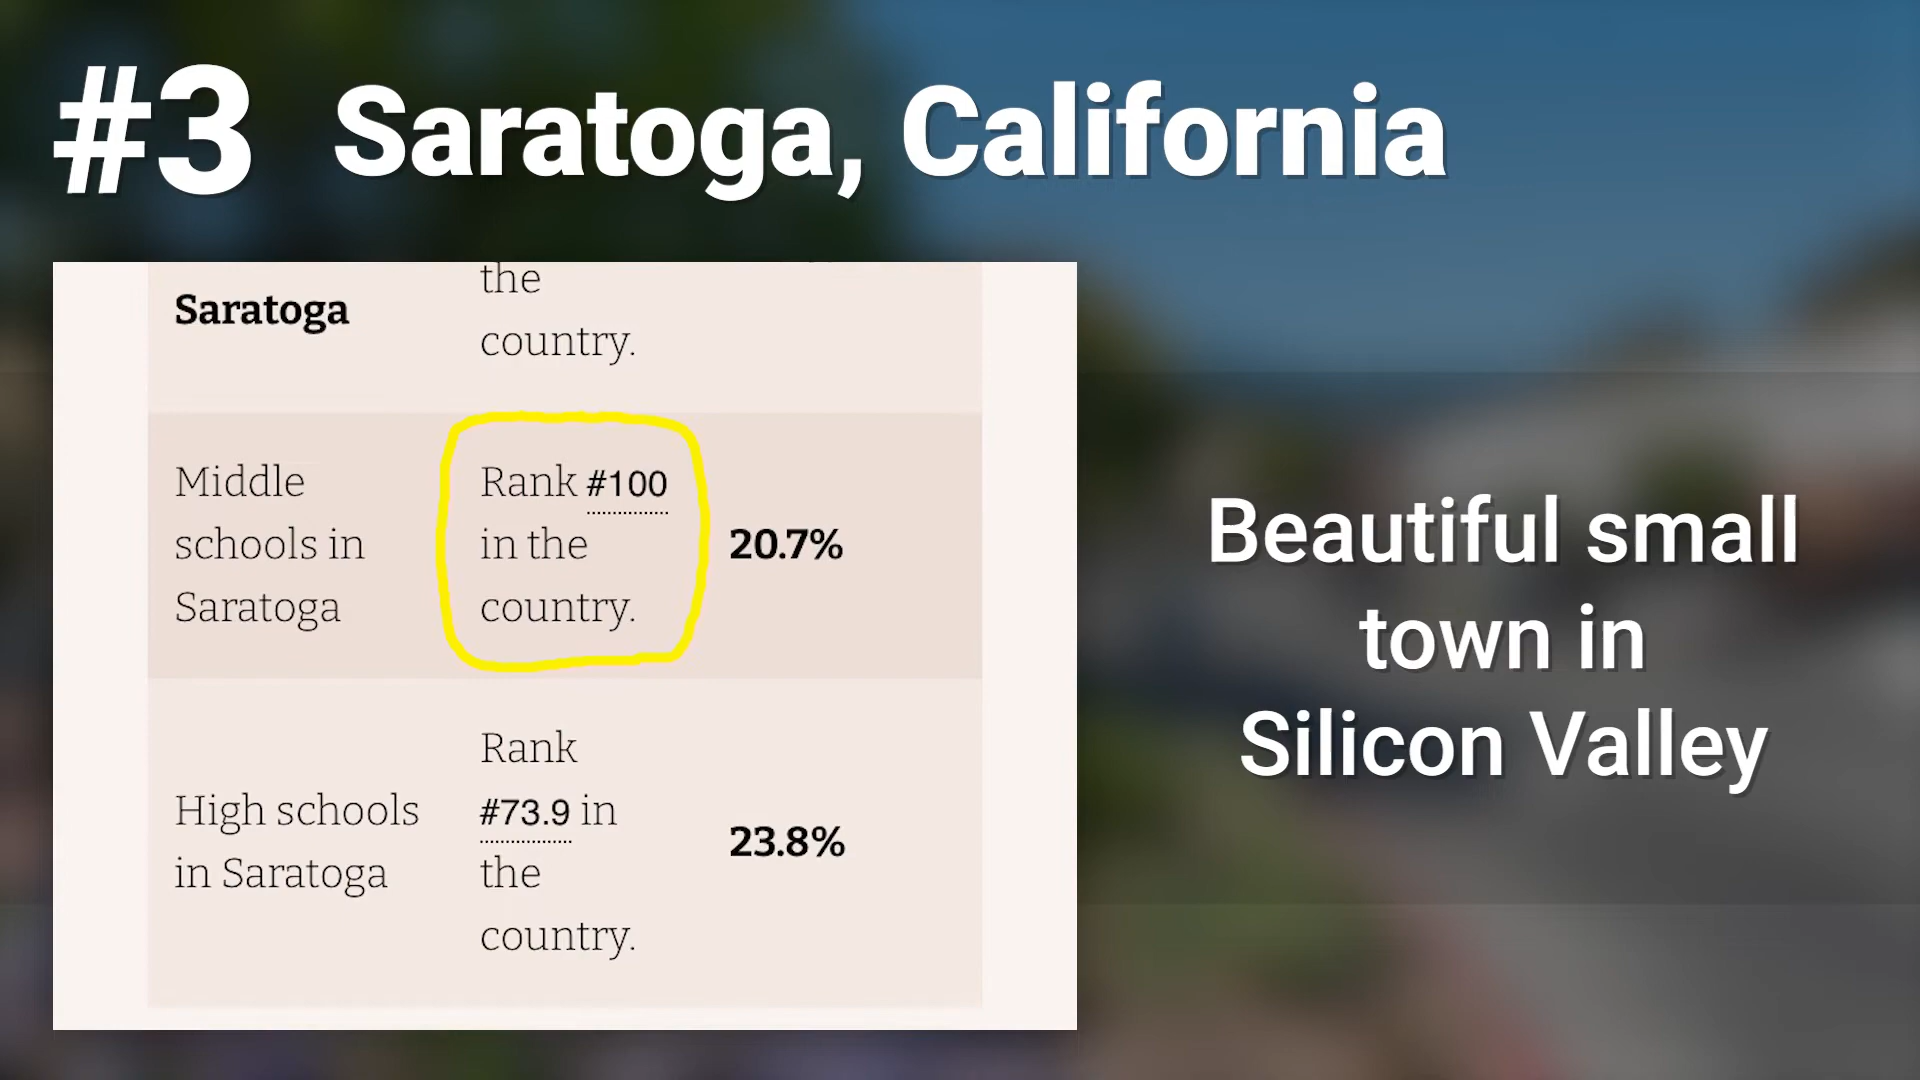 #3 Saratoga, California
the
Saratoga
country.
Middle
schools in
Saratoga
Rank #100
in the
country.
20.7%
High schools
in Saratoga
Rank
#73.9 in
the
country.
23.8%
Beautiful small
town in
Silicon Valley